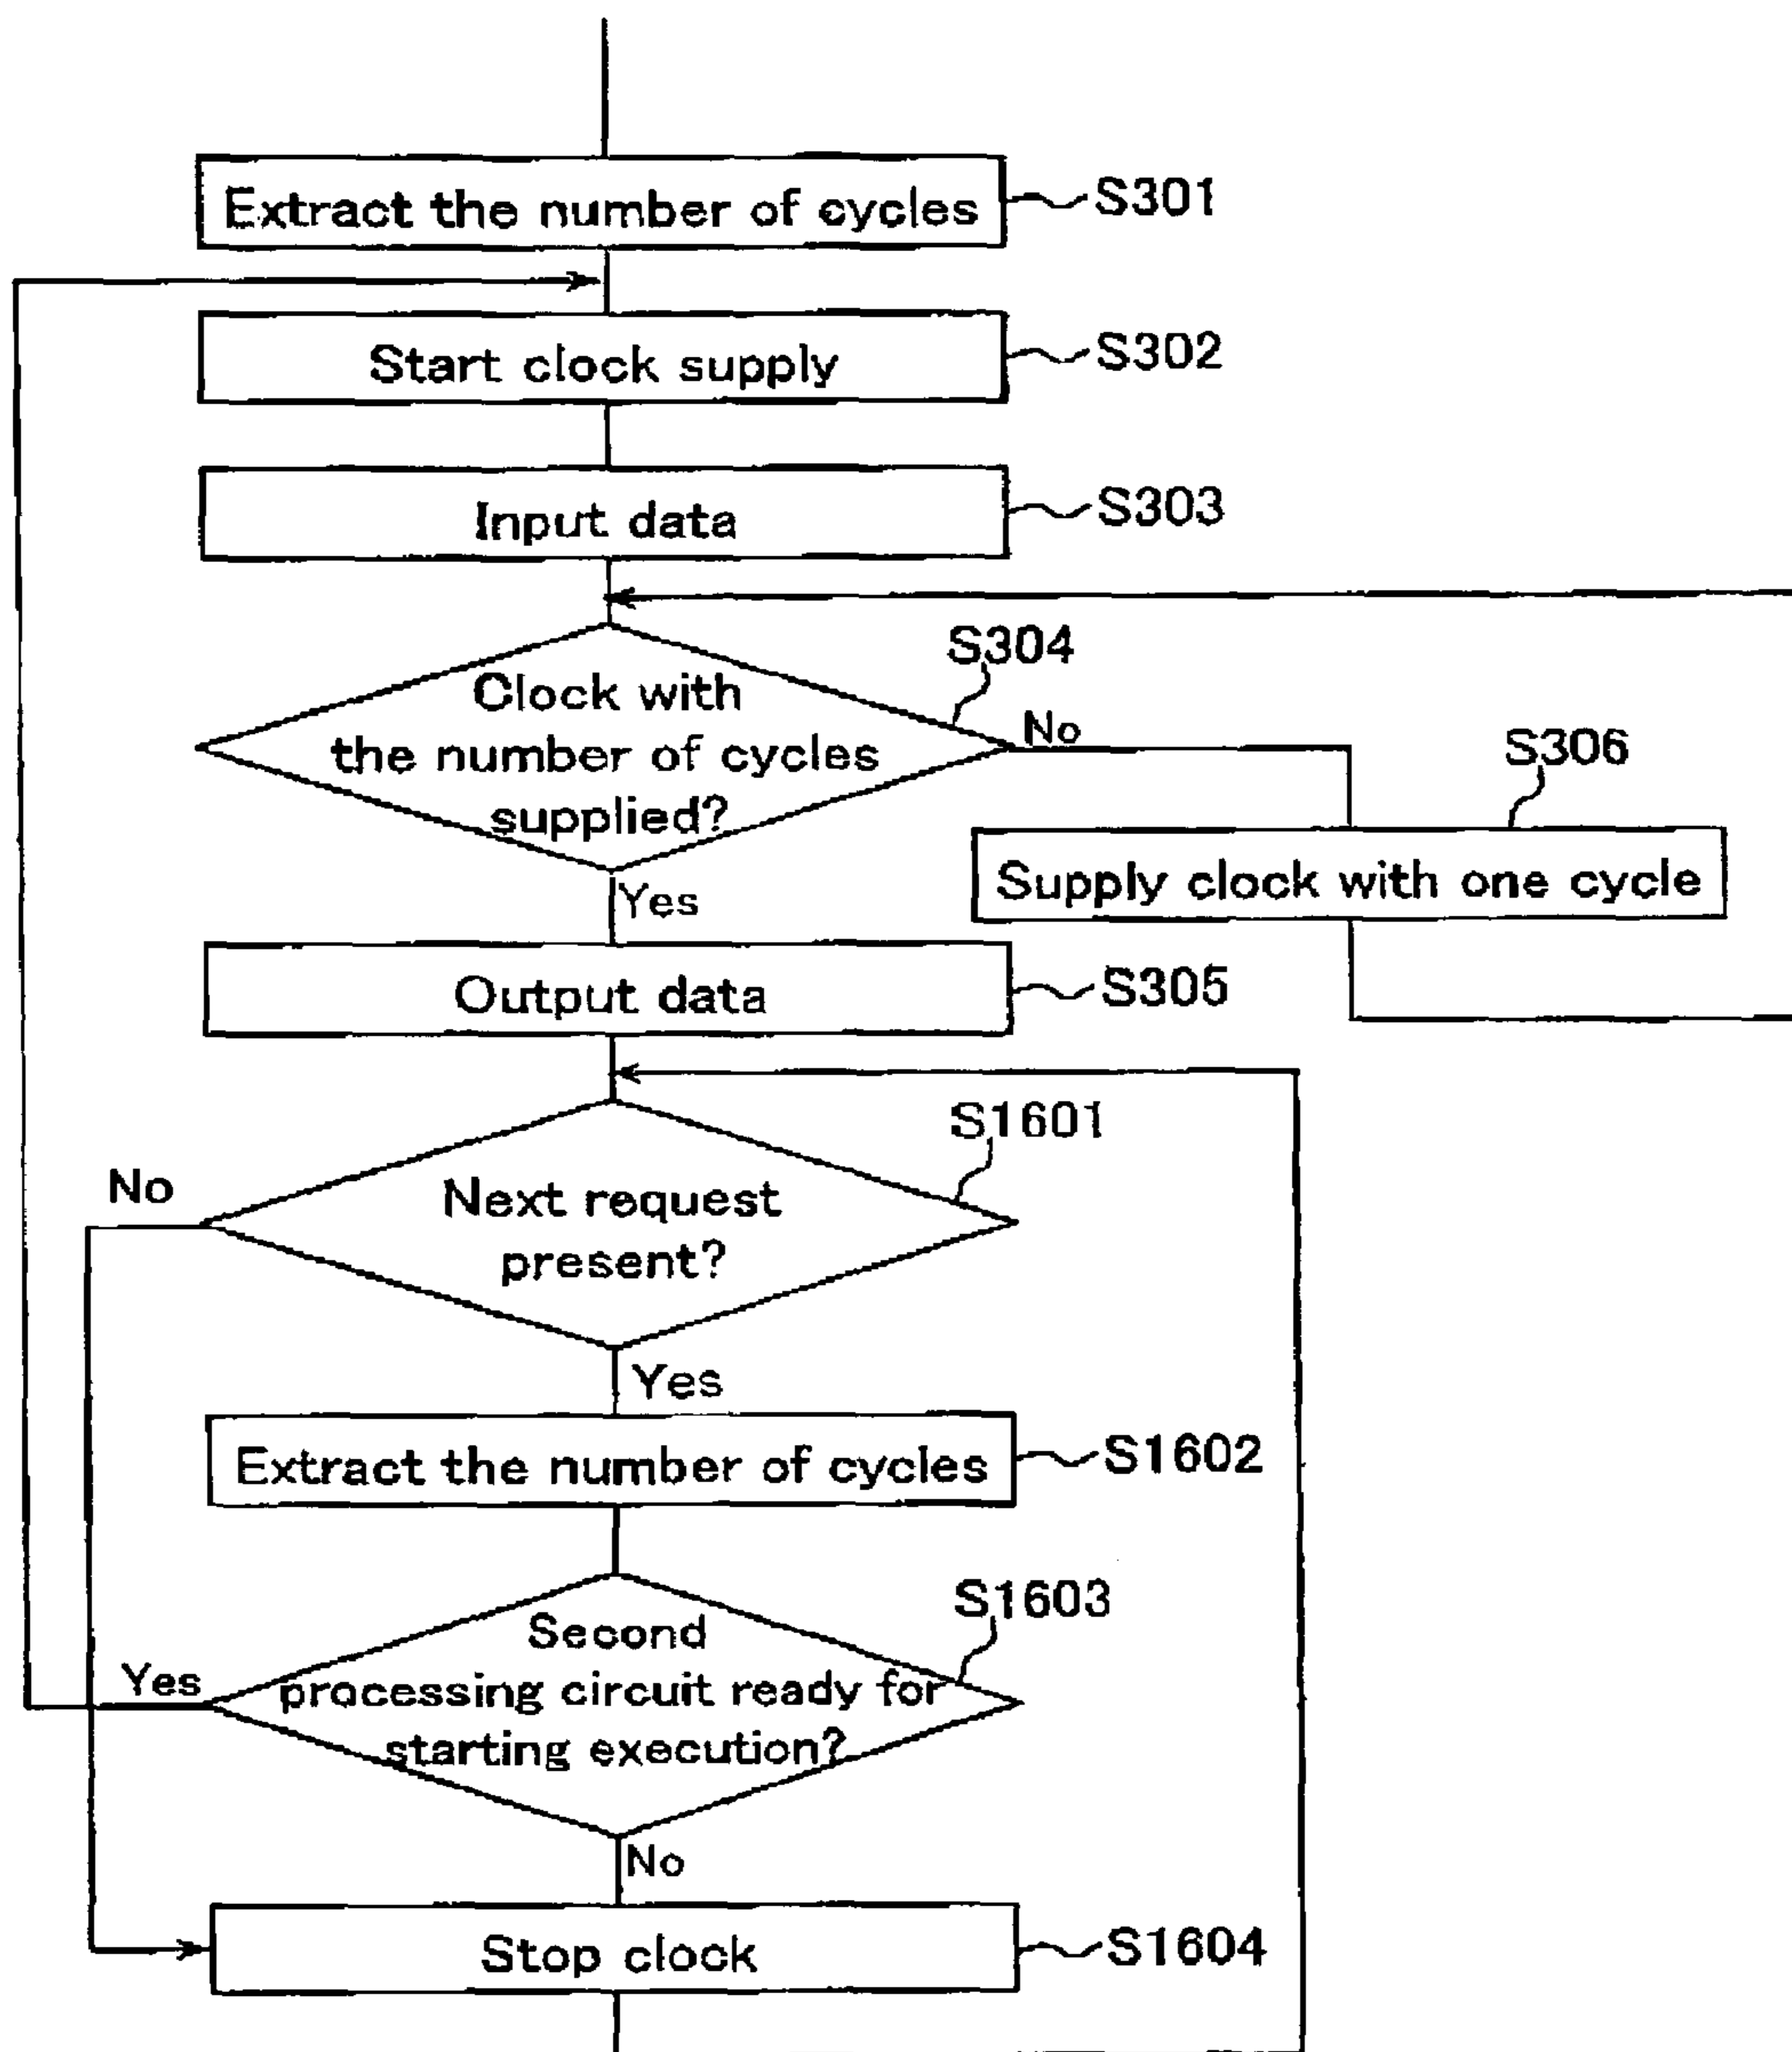 Extract the number of cycles
S301
Start clock supply
S302
Input data
S303
S304
Clock with
the number of cycles
supplied?
No
S306
Supply clock with one cycle
Yes
Output data
S305
S1601
No
Next request
present?
Yes
Extract the number of cycles
S1602
S1603
Second
processing circuit ready for
starting execution?
Yes
No
Stop clock
S1604